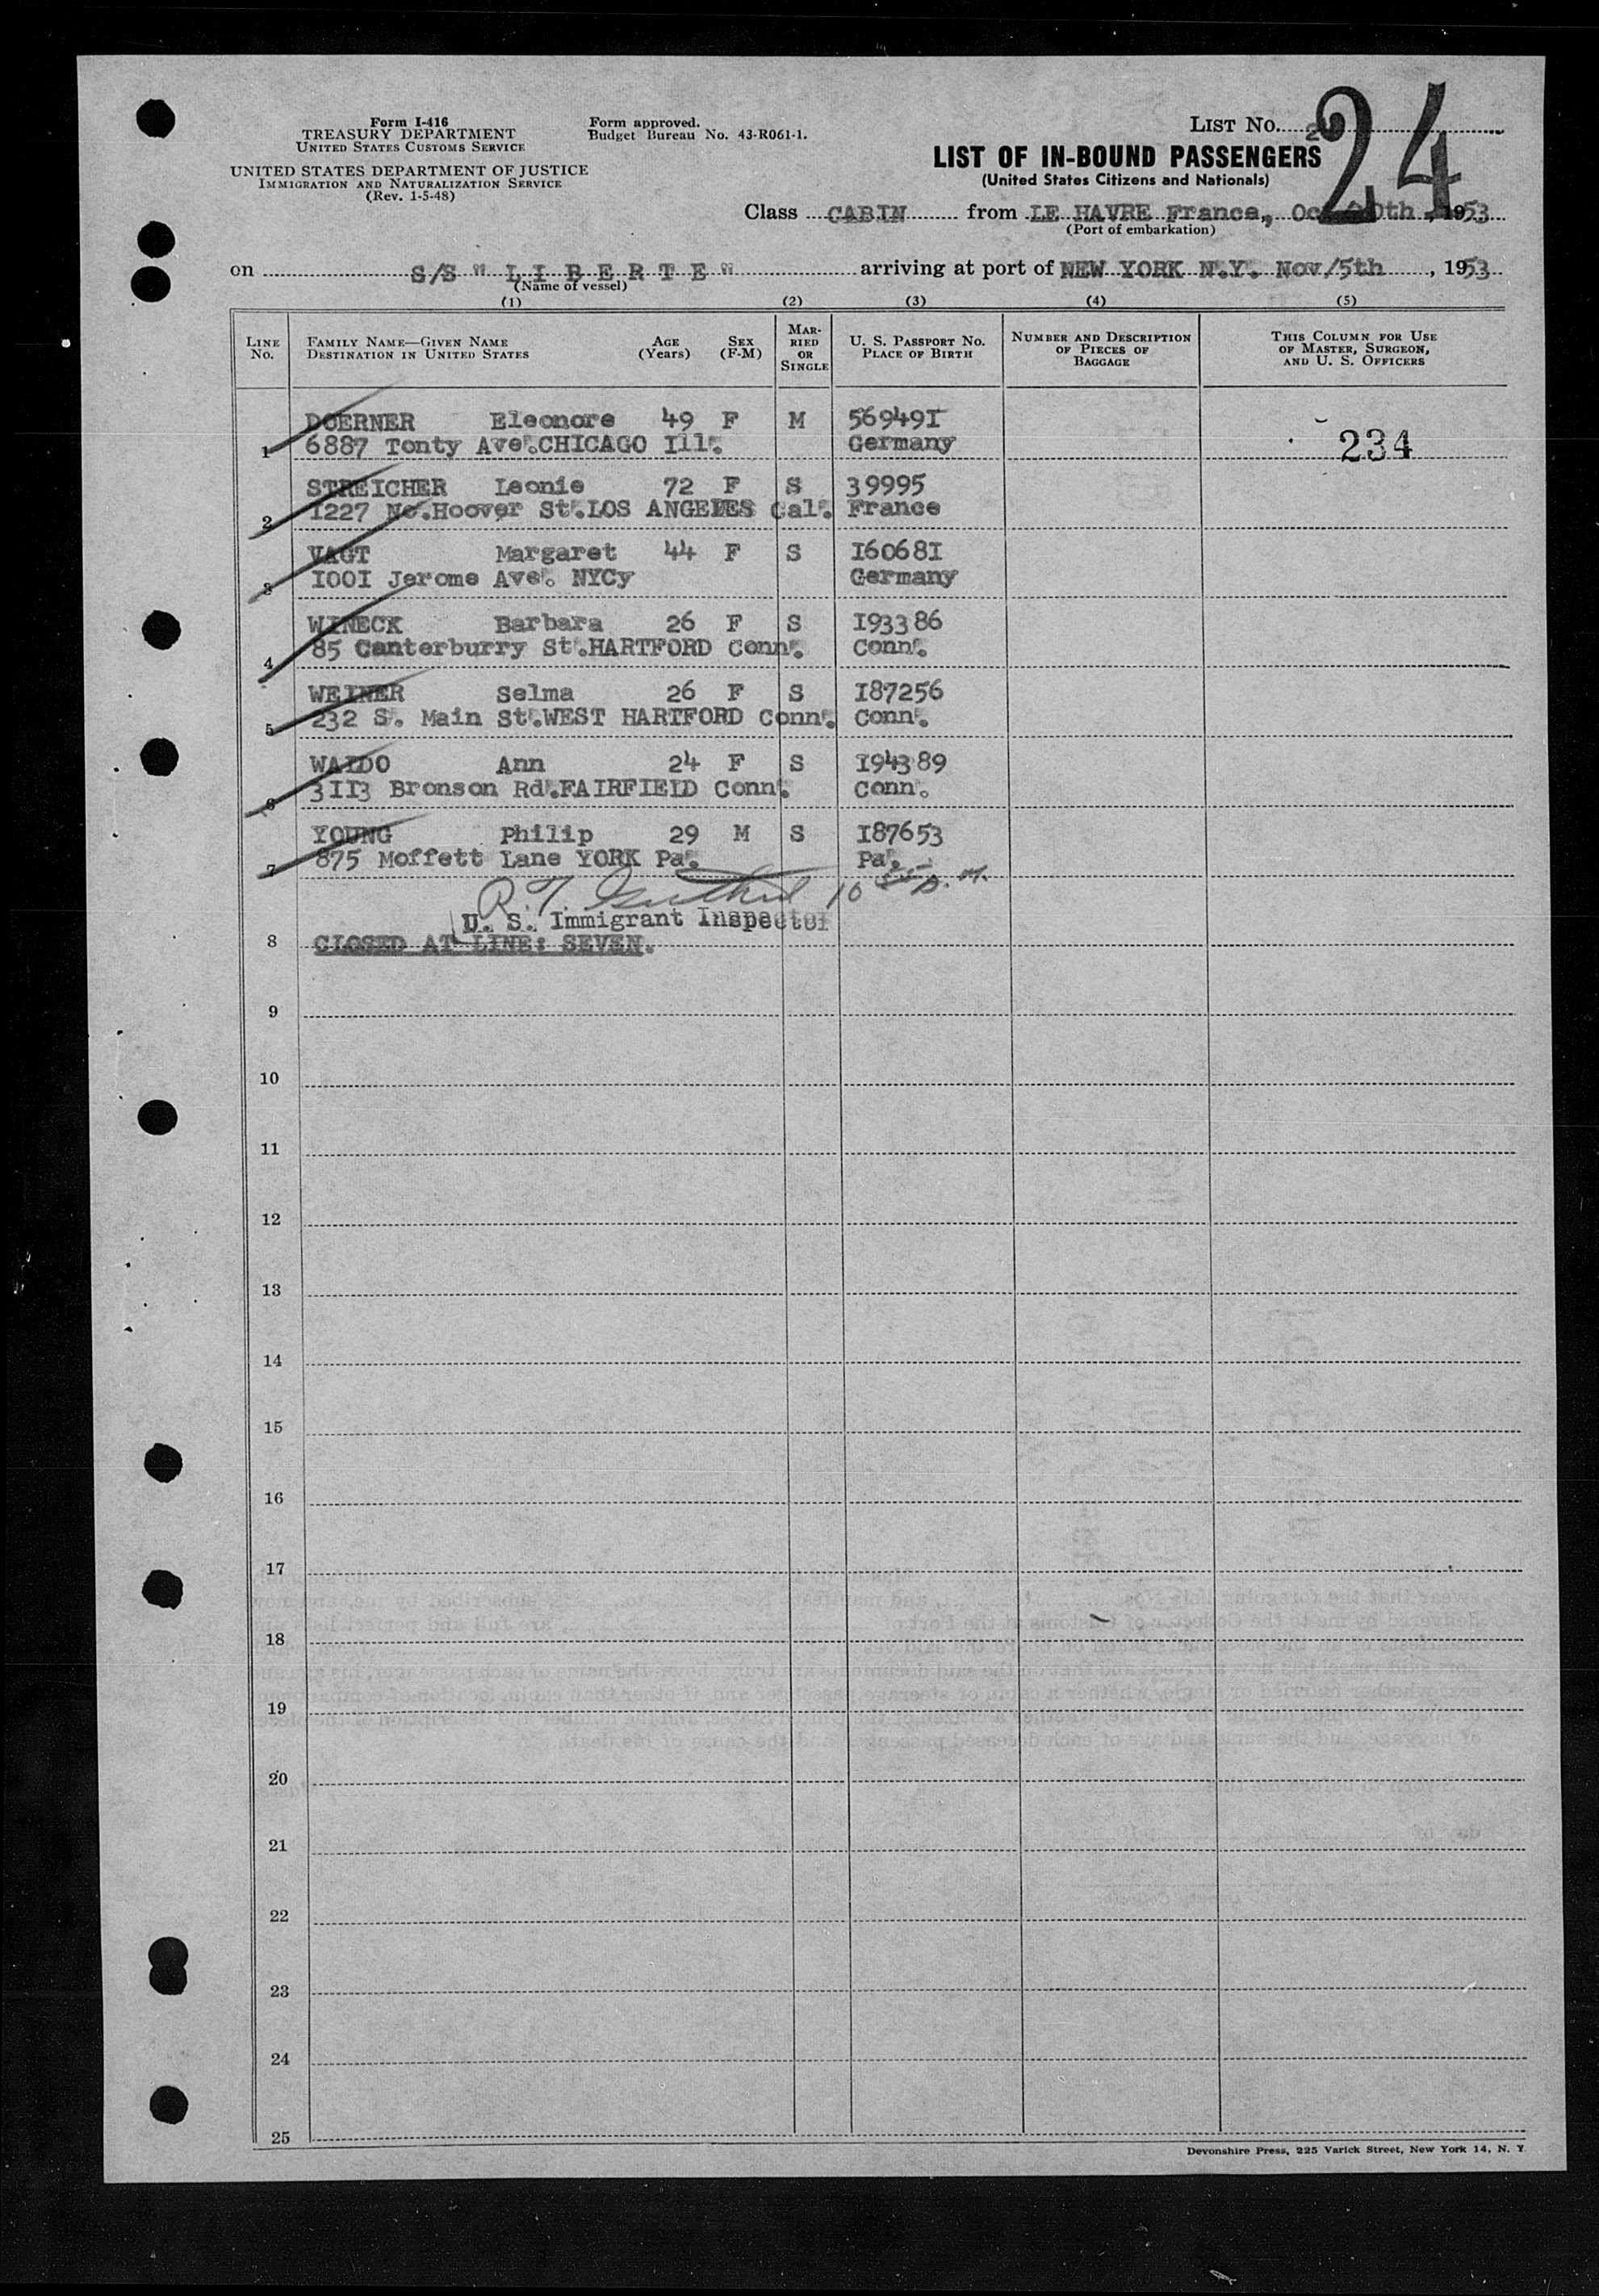 Form I-416
TREASURY DEPARTMENT
UNITED STATES CUSTOMS SERVICE
UNITED STATES DEPARTMENT OF JUSTICE
IMMIGRATION AND NATURALIZATION SERVICE
(Rev. 1-5-48)
Form approved.
Budget Bureau No. 43-R061-1.
LIST No.
24
LIST OF IN-BOUND PASSENGERS
(United States Citizens and Nationals)
Class CABIN from LE HAVRE France, , 1953
(Port of embarkation)
on S/S " L I B E R T E " arriving at port of NEW YORK N.Y. Nov/5th , 1953
(Name of vessel)
(1) (2) (3) (4) (5)
LINE No. FAMILY NAME—GIVEN NAME DESTINATION IN UNITED STATES AGE (Years) SEX (F-M) MARRIED OR SINGLE U. S. PASSPORT NO. PLACE OF BIRTH NUMBER AND DESCRIPTION OF PIECES OF BAGGAGE THIS COLUMN FOR USE OF MASTER, SURGEON, AND U. S. OFFICERS
DOERNER Eleonore 49 F M 56949I
1 6887 Tonty Ave.CHICAGO Ill. Germany 234
STREICHER Leonie 72 F S 39995
2 I227 No.Hoover St.LOS ANGELES Cal. France
VAGT Margaret 44 F S I6068I
3 I00I Jerome Ave. NYCy Germany
WINECK Barbara 26 F S I93386
4 85 Canterburry St.HARTFORD Conn. Conn.
WEINER Selma 26 F S I87256
5 232 S. Main St.WEST HARTFORD Conn. Conn.
WALDO Ann 24 F S I94389
6 3II3 Bronson Rd.FAIRFIELD Conn. Conn.
YOUNG Philip 29 M S I87653
7 875 Moffett Lane YORK Pa. Pa.
U. S. Immigrant Inspector
8 CLOSED AT LINE: SEVEN.
9
10
11
12
13
14
15
16
17
18
19
20
21
22
23
24
25
Devonshire Press, 225 Varick Street, New York 14, N. Y.